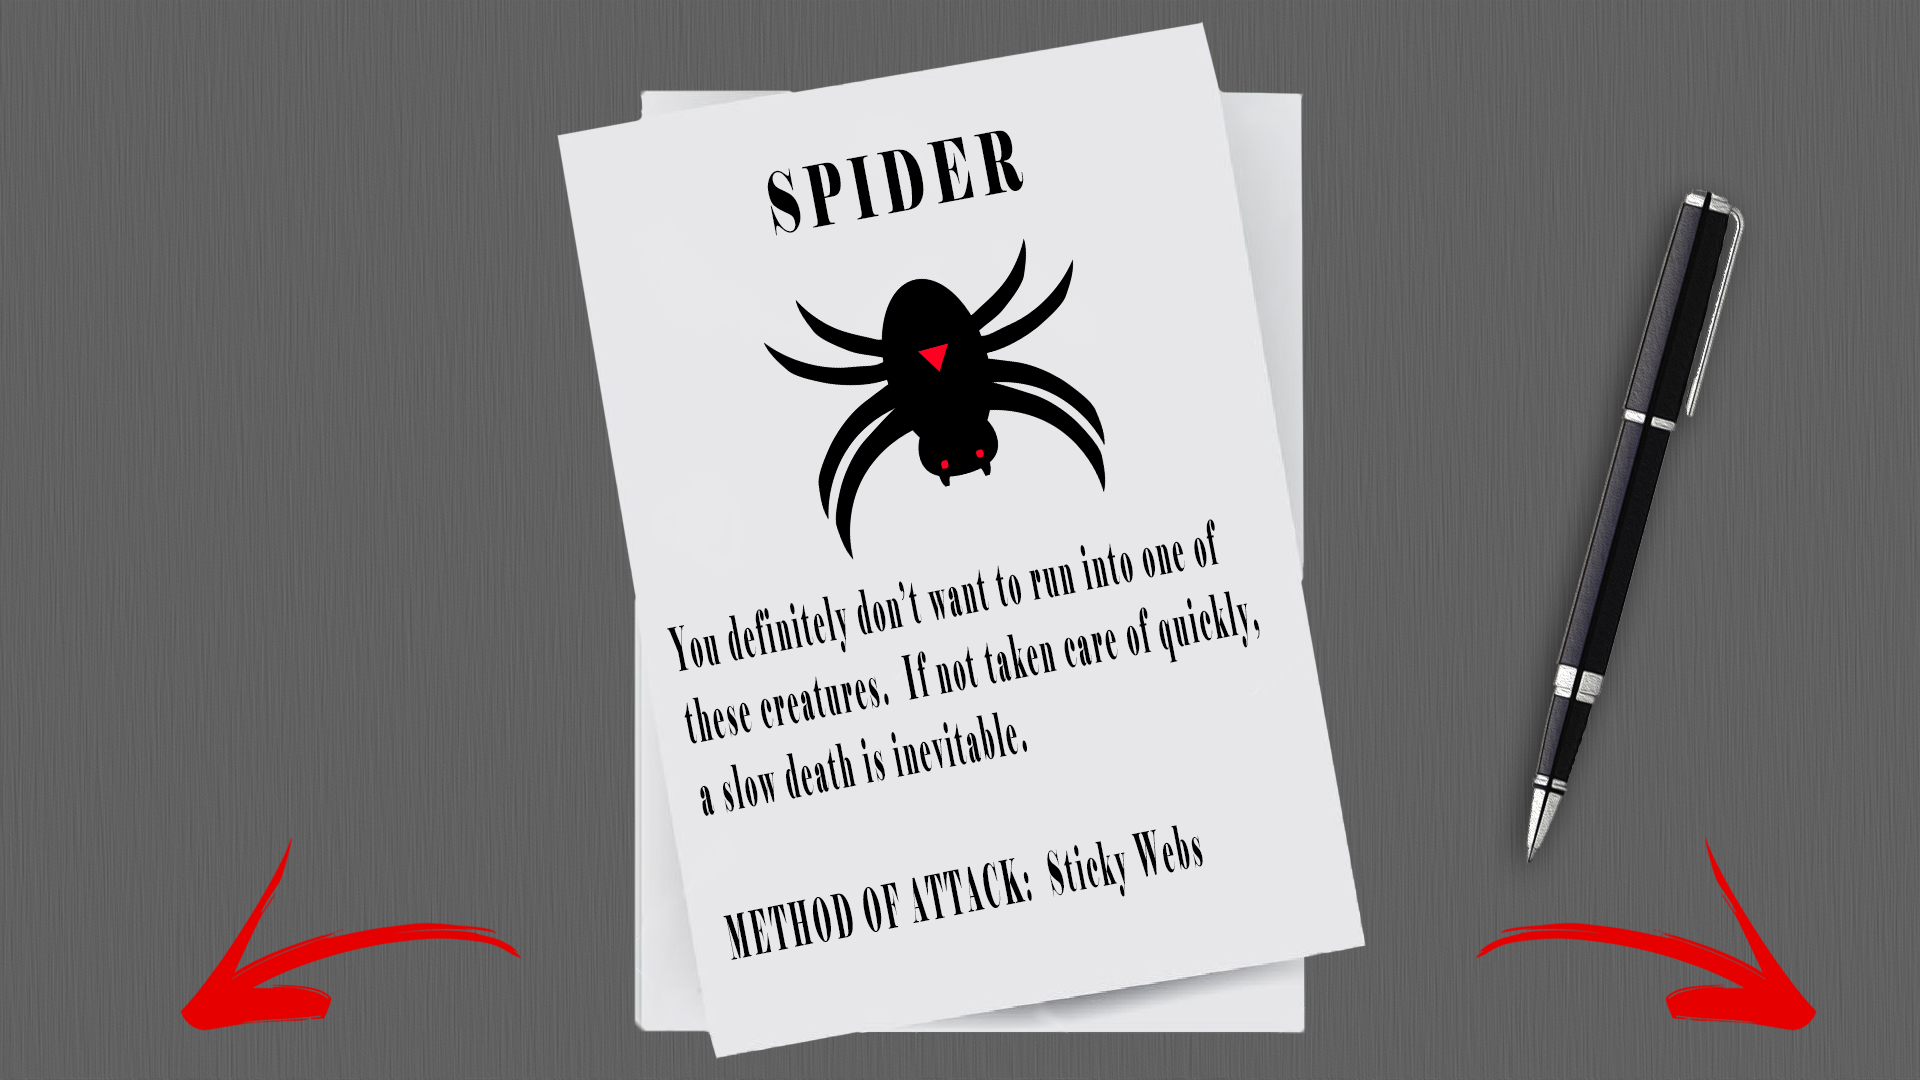 SPIDER
You definitely don't want to run into one of
these creatures.  If not taken care of quickly,
a slow death is inevitable.
METHOD OF ATTACK:  Sticky Webs